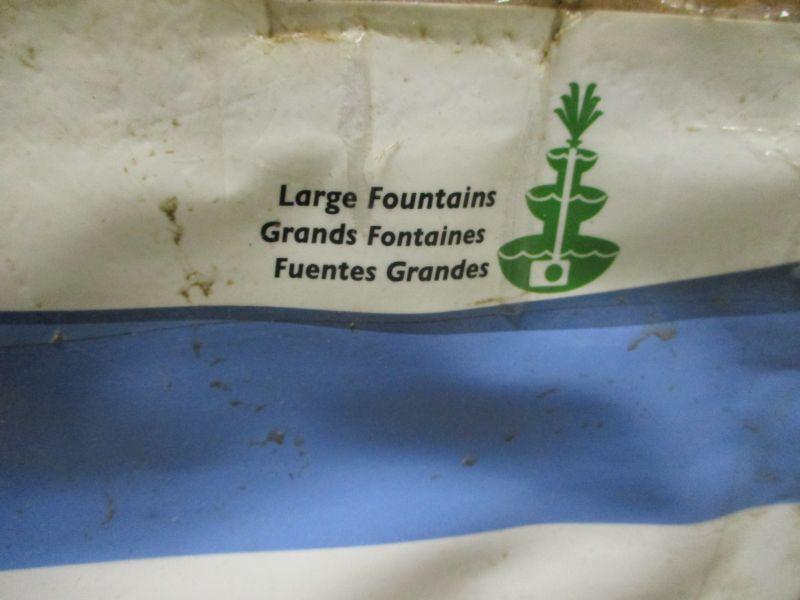 Large Fountains
Grands Fontaines
Fuentes Grandes